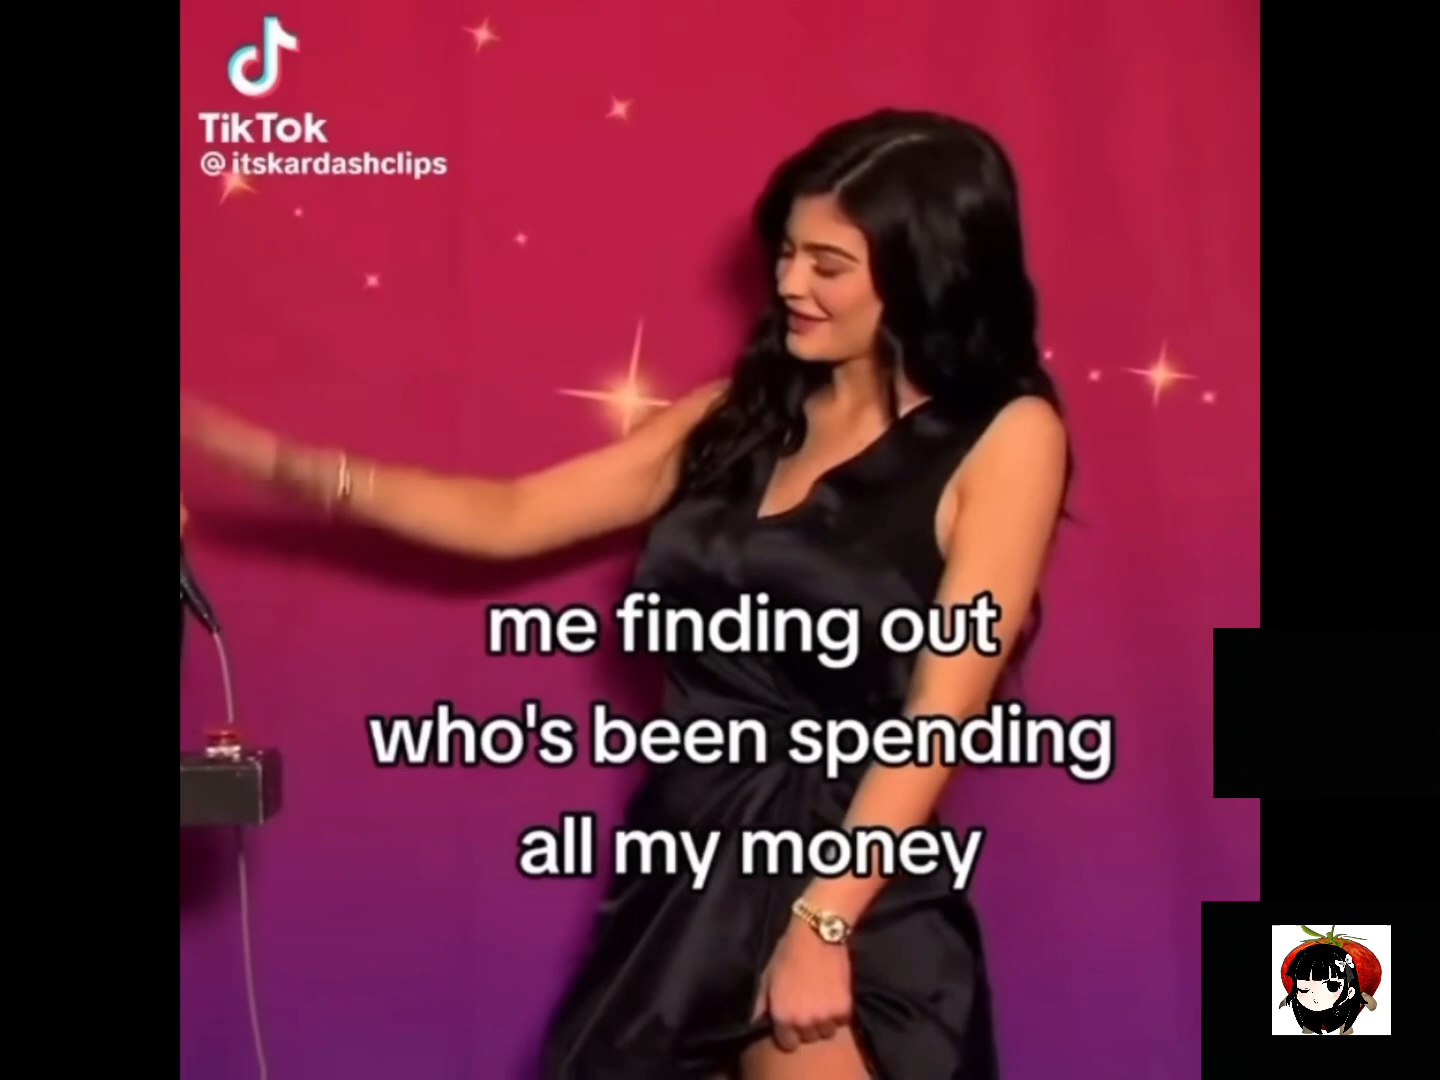 TikTok
@itskardashclips
me finding out
who's been spending
all my money